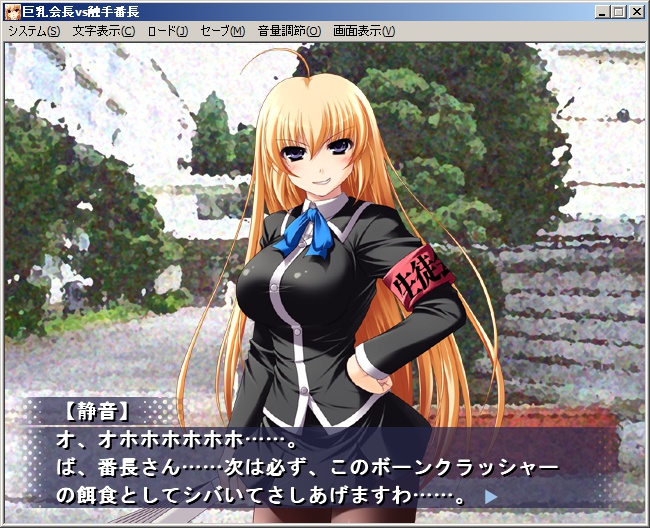 巨乳会長vs触手番長
システム(S) 文字表示(C) ロード(J) セーブ(M) 音量調節(O) 画面表示(V)
生徒
【静音】
オ、オホホホホホホ……。
ば、番長さん……次は必ず、このボーンクラッシャー
の餌食としてシバいてさしあげますわ……。